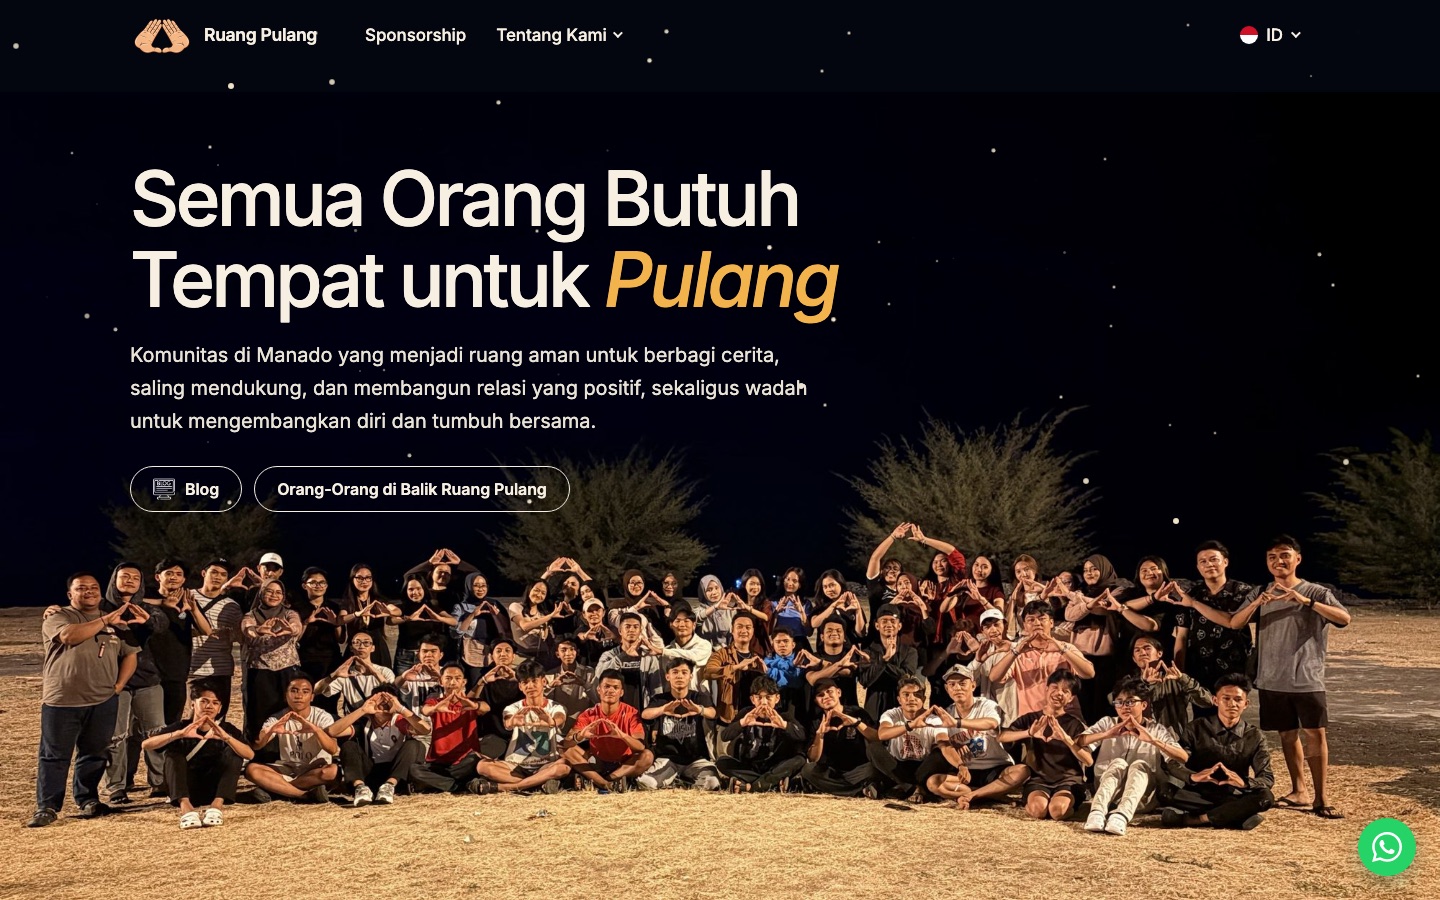 Ruang Pulang
Sponsorship
Tentang Kami
ID
Semua Orang Butuh
Tempat untuk Pulang
Komunitas di Manado yang menjadi ruang aman untuk berbagi cerita,
saling mendukung, dan membangun relasi yang positif, sekaligus wadah
untuk mengembangkan diri dan tumbuh bersama.
BLOG
Blog
Orang-Orang di Balik Ruang Pulang